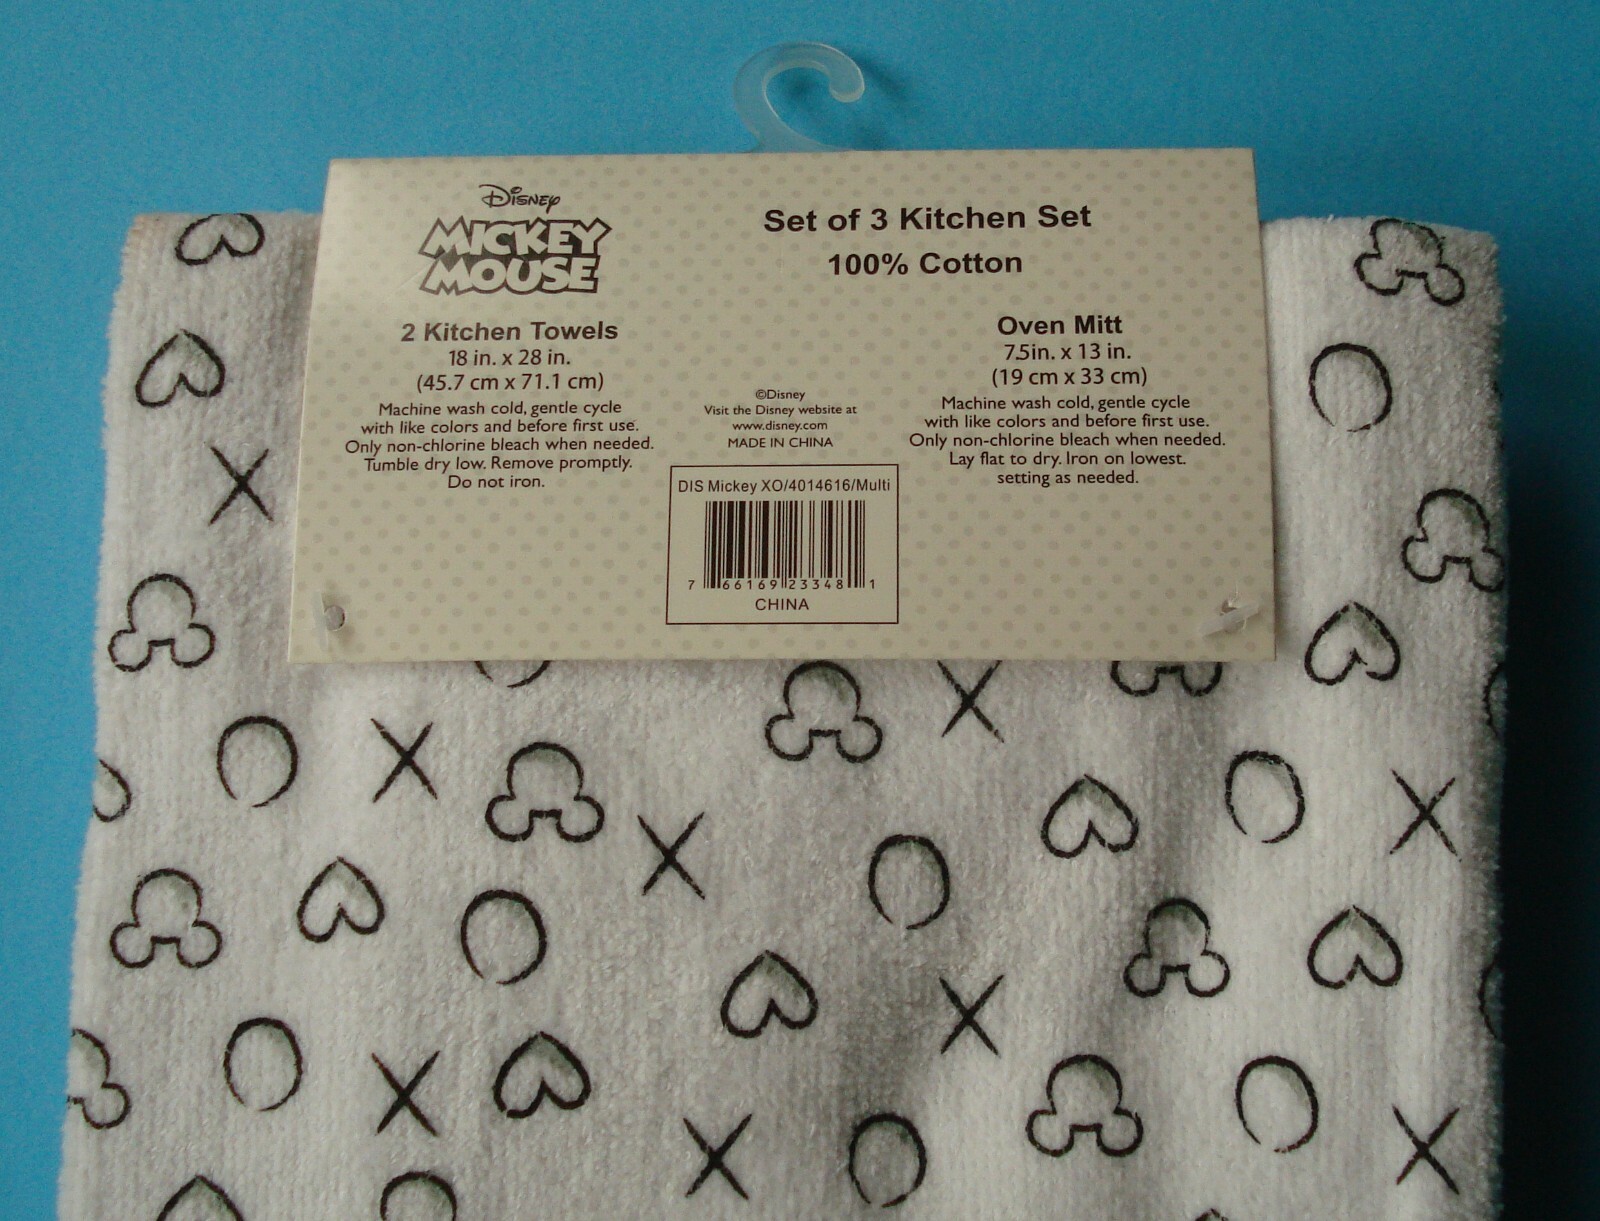 Disney
MICKEY
MOUSE
Set of 3 Kitchen Set
100% Cotton
2 Kitchen Towels
18 in. x 28 in.
(45.7 cm x 71.1 cm)
Machine wash cold, gentle cycle
with like colors and before first use.
Only non-chlorine bleach when needed.
Tumble dry low. Remove promptly.
Do not iron.
©Disney
Visit the Disney website at
www.disney.com
MADE IN CHINA
DIS Mickey XO/4014616/Multi
7 66169 23348 1
CHINA
Oven Mitt
7.5in. x 13 in.
(19 cm x 33 cm)
Machine wash cold, gentle cycle
with like colors and before first use.
Only non-chlorine bleach when needed.
Lay flat to dry. Iron on lowest.
setting as needed.